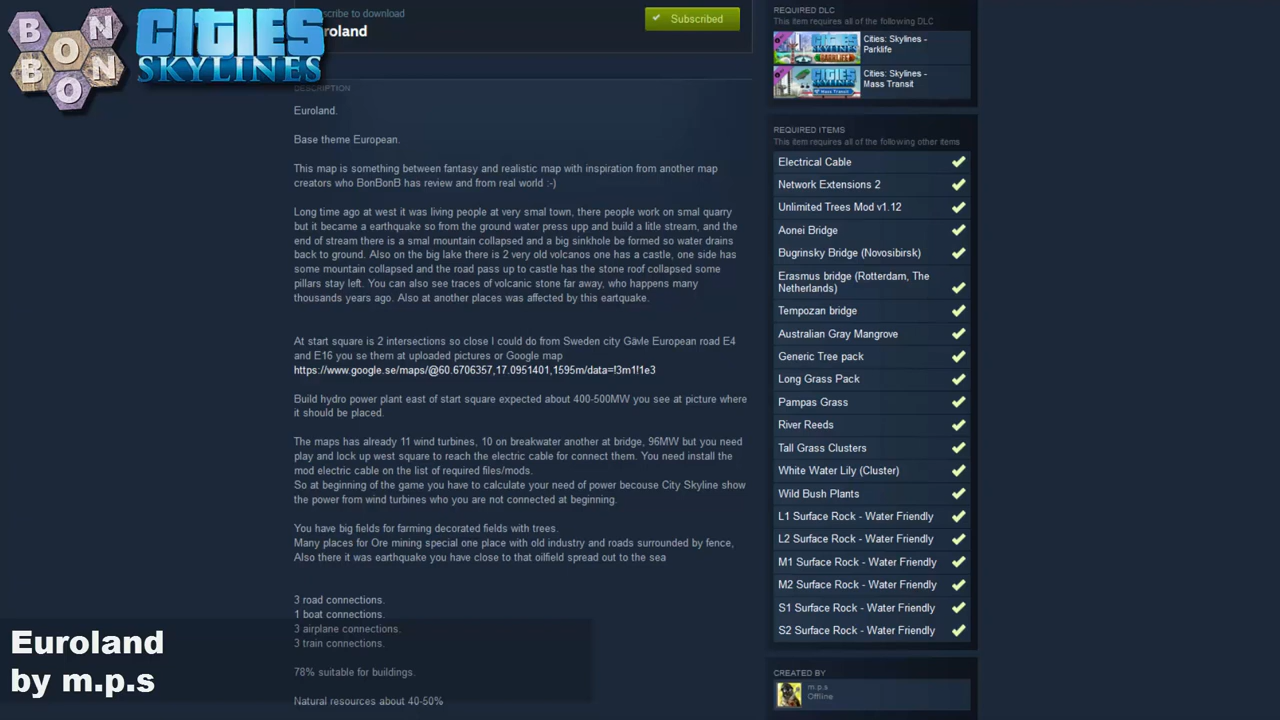 BON
BON
CITIES
SKYLINES
scribe to download
roland
Subscribed
DESCRIPTION
Euroland.
Base theme European.
This map is something between fantasy and realistic map with inspiration from another map
creators who BonBonB has review and from real world :-)
Long time ago at west it was living people at very smal town, there people work on smal quarry
but it became a earthquake so from the ground water press upp and build a litle stream, and the
end of stream there is a smal mountain collapsed and a big sinkhole be formed so water drains
back to ground. Also on the big lake there is 2 very old volcanos one has a castle, one side has
some mountain collapsed and the road pass up to castle has the stone roof collapsed some
pillars stay left. You can also see traces of volcanic stone far away, who happens many
thousands years ago. Also at another places was affected by this eartquake.
At start square is 2 intersections so close I could do from Sweden city Gävle European road E4
and E16 you se them at uploaded pictures or Google map
https://www.google.se/maps/@60.6706357,17.0951401,1595m/data=!3m1!1e3
Build hydro power plant east of start square expected about 400-500MW you see at picture where
it should be placed.
The maps has already 11 wind turbines, 10 on breakwater another at bridge, 96MW but you need
play and lock up west square to reach the electric cable for connect them. You need install the
mod electric cable on the list of required files/mods.
So at beginning of the game you have to calculate your need of power becouse City Skyline show
the power from wind turbines who you are not connected at beginning.
You have big fields for farming decorated fields with trees.
Many places for Ore mining special one place with old industry and roads surrounded by fence,
Also there it was earthquake you have close to that oilfield spread out to the sea
3 road connections.
1 boat connections.
3 airplane connections.
3 train connections.
78% suitable for buildings.
Natural resources about 40-50%
REQUIRED DLC
This item requires all of the following DLC
Cities: Skylines -
Parklife
Cities: Skylines -
Mass Transit
REQUIRED ITEMS
This item requires all of the following other items
Electrical Cable
Network Extensions 2
Unlimited Trees Mod v1.12
Aonei Bridge
Bugrinsky Bridge (Novosibirsk)
Erasmus bridge (Rotterdam, The
Netherlands)
Tempozan bridge
Australian Gray Mangrove
Generic Tree pack
Long Grass Pack
Pampas Grass
River Reeds
Tall Grass Clusters
White Water Lily (Cluster)
Wild Bush Plants
L1 Surface Rock - Water Friendly
L2 Surface Rock - Water Friendly
M1 Surface Rock - Water Friendly
M2 Surface Rock - Water Friendly
S1 Surface Rock - Water Friendly
S2 Surface Rock - Water Friendly
CREATED BY
m.p.s
Offline
Euroland
by m.p.s